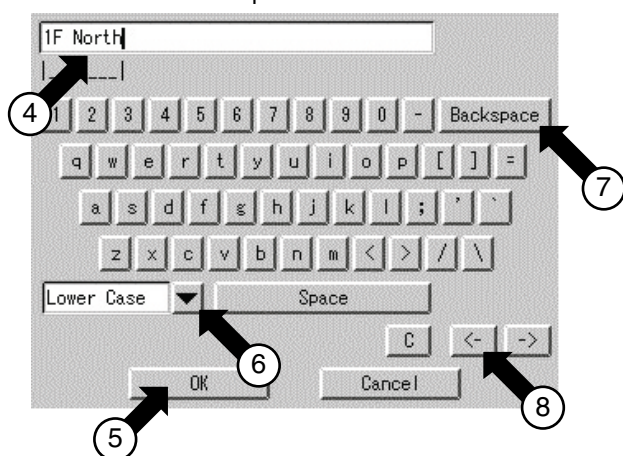 1F North
|______|
4
1 2 3 4 5 6 7 8 9 0 - Backspace
7
q w e r t y u i o p [ ] =
a s d f g h j k l ; ' `
z x c v b n m < > / \
Lower Case Space
6
C <- ->
8
OK Cancel
5